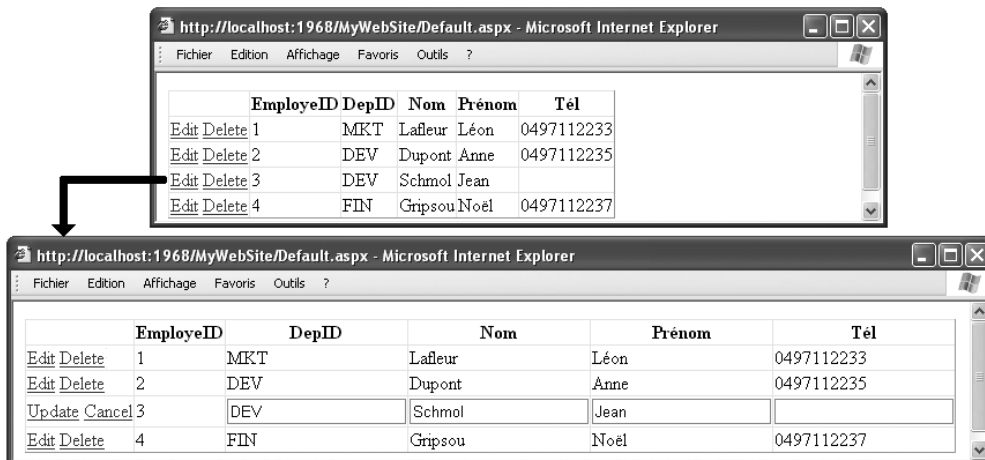 http://localhost:1968/MyWebSite/Default.aspx - Microsoft Internet Explorer
Fichier Edition Affichage Favoris Outils ?
EmployeID DepID Nom Prénom Tél
Edit Delete 1 MKT Lafleur Léon 0497112233
Edit Delete 2 DEV Dupont Anne 0497112235
Edit Delete 3 DEV Schmol Jean
Edit Delete 4 FIN Gripsou Noël 0497112237
http://localhost:1968/MyWebSite/Default.aspx - Microsoft Internet Explorer
Fichier Edition Affichage Favoris Outils ?
EmployeID DepID Nom Prénom Tél
Edit Delete 1 MKT Lafleur Léon 0497112233
Edit Delete 2 DEV Dupont Anne 0497112235
Update Cancel 3 DEV Schmol Jean
Edit Delete 4 FIN Gripsou Noël 0497112237